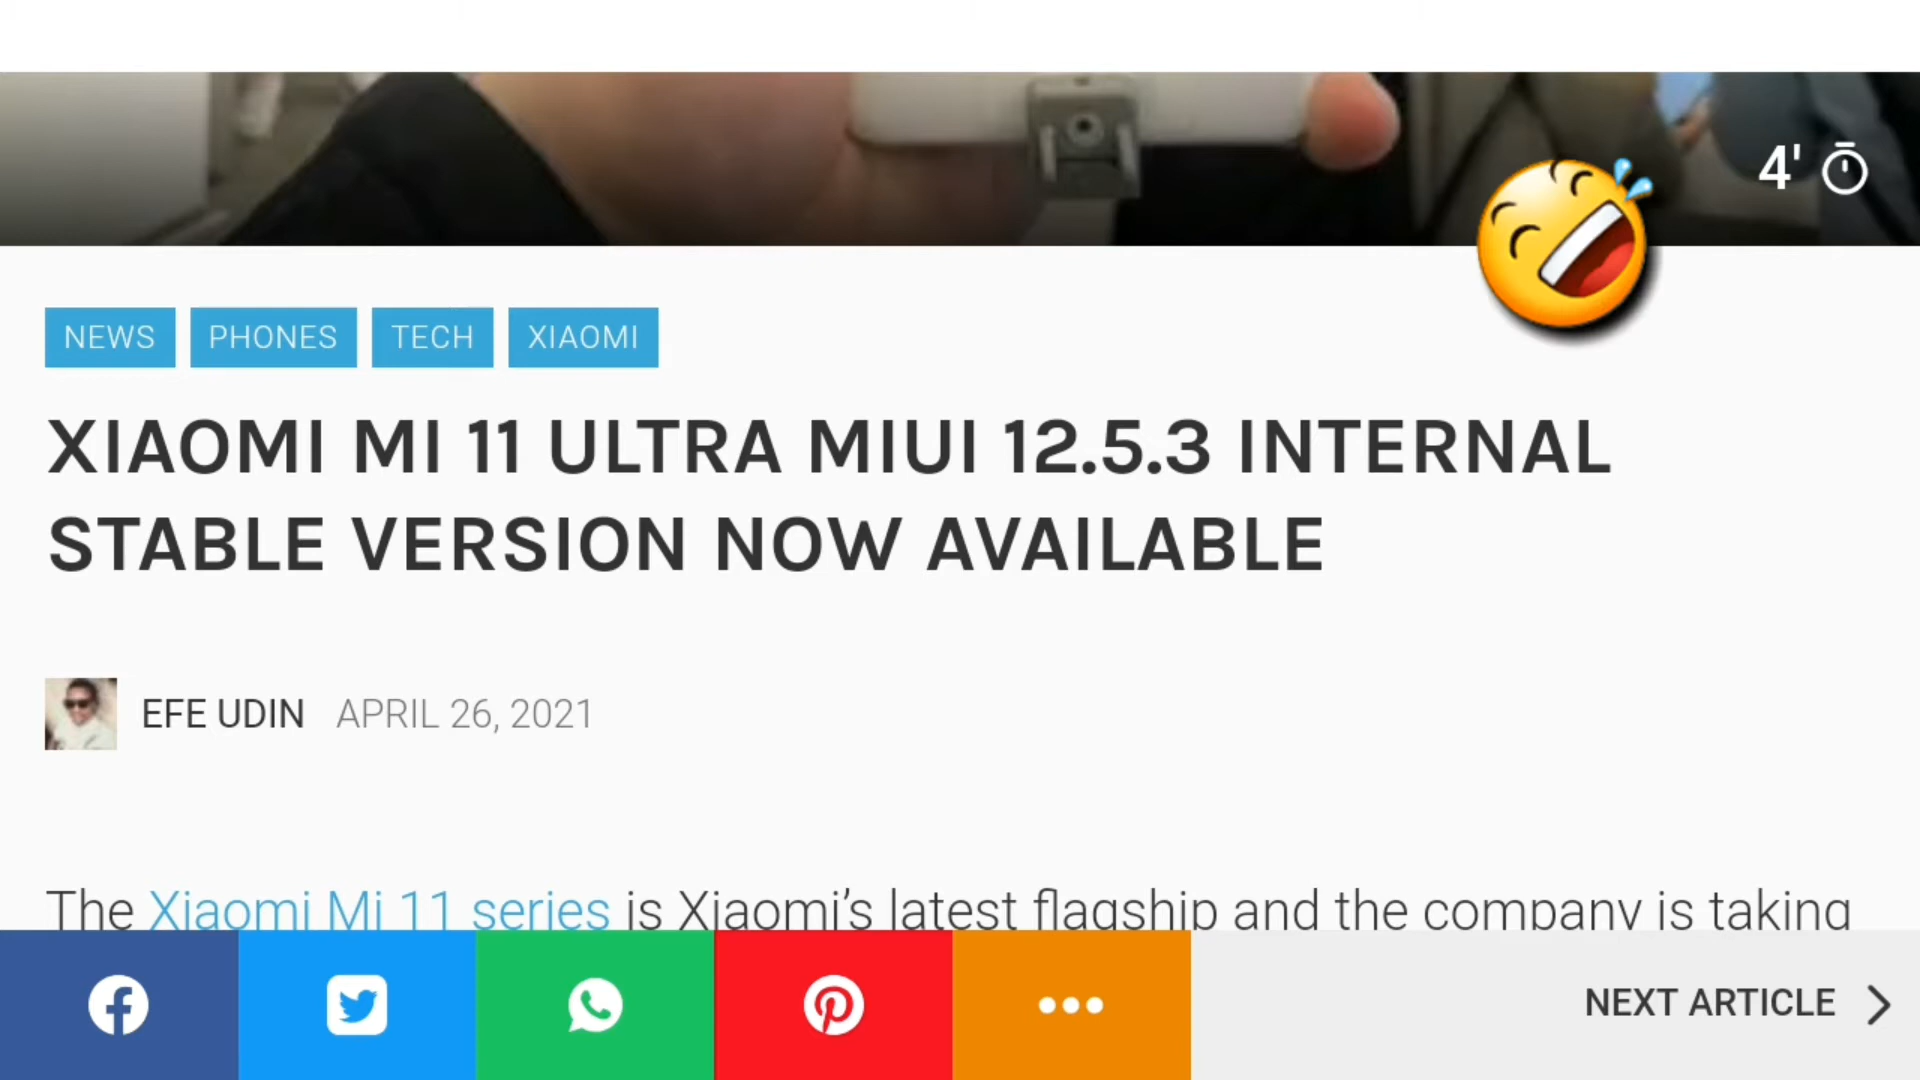 4'
NEWS PHONES TECH XIAOMI
XIAOMI MI 11 ULTRA MIUI 12.5.3 INTERNAL
STABLE VERSION NOW AVAILABLE
EFE UDIN APRIL 26, 2021
The Xiaomi Mi 11 series is Xiaomi’s latest flagship and the company is taking
NEXT ARTICLE